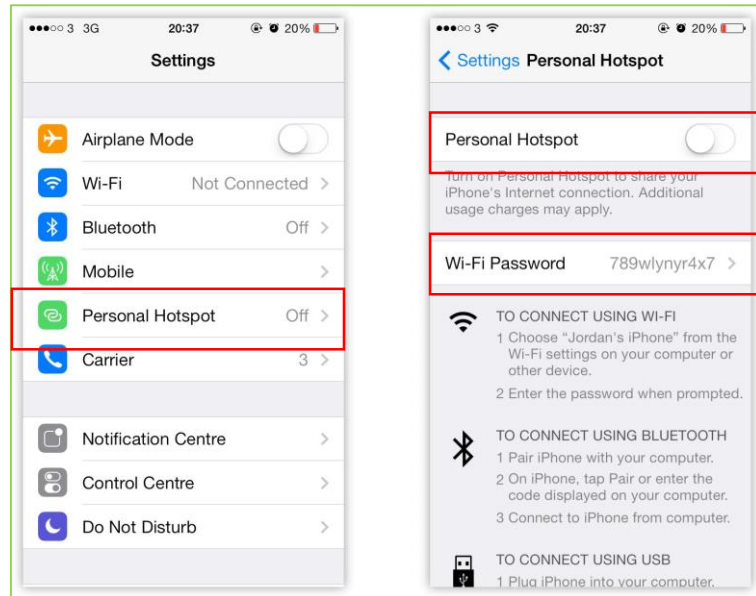 3 3G 20:37 20%
Settings
Airplane Mode
Wi-Fi Not Connected
Bluetooth Off
Mobile
Personal Hotspot Off
Carrier 3
Notification Centre
Control Centre
Do Not Disturb
3 20:37 20%
Settings Personal Hotspot
Personal Hotspot
Turn on Personal Hotspot to share your
iPhone's Internet connection. Additional
usage charges may apply.
Wi-Fi Password 789wlynyr4x7
TO CONNECT USING WI-FI
1 Choose “Jordan's iPhone” from the
Wi-Fi settings on your computer or
other device.
2 Enter the password when prompted.
TO CONNECT USING BLUETOOTH
1 Pair iPhone with your computer.
2 On iPhone, tap Pair or enter the
code displayed on your computer.
3 Connect to iPhone from computer.
TO CONNECT USING USB
1 Plug iPhone into your computer.